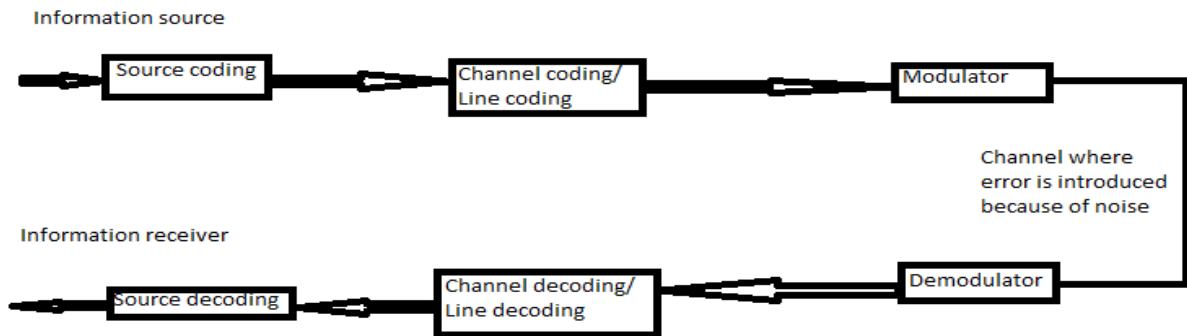 Information source
Source coding
Channel coding/
Line coding
Modulator
Channel where
error is introduced
because of noise
Information receiver
Source decoding
Channel decoding/
Line decoding
Demodulator